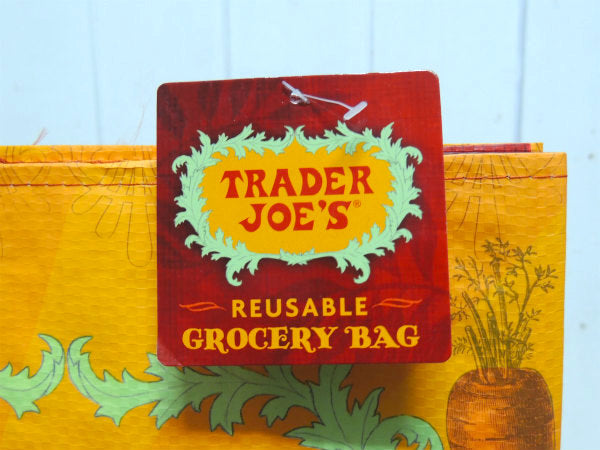 TRADER
JOE'S®
REUSABLE
GROCERY BAG